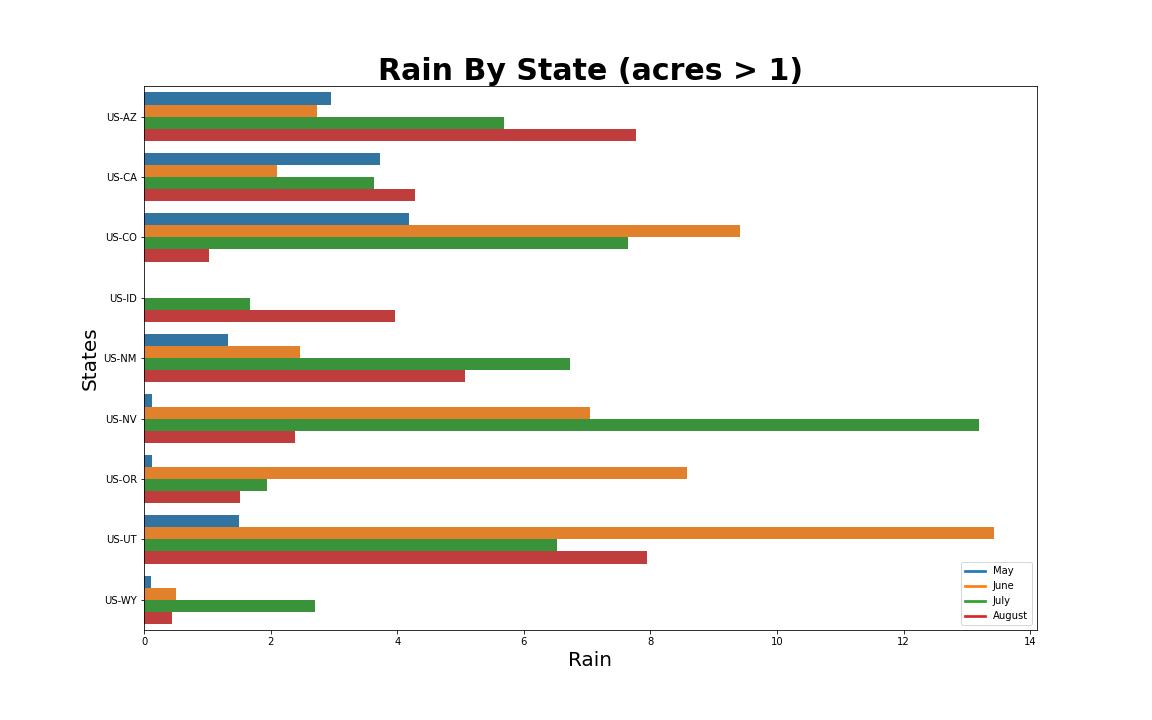 Rain By State (acres > 1)
US-AZ
US-CA
US-CO
US-ID
US-NM
US-NV
US-OR
US-UT
US-WY
States
0 2 4 6 8 10 12 14
Rain
May
June
July
August